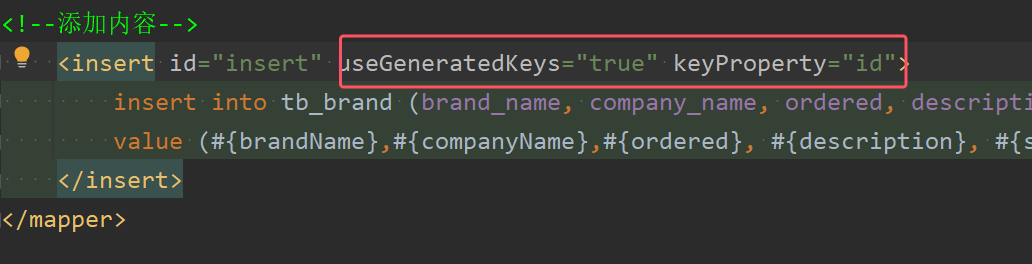 <!--添加内容-->
<insert id="insert" useGeneratedKeys="true" keyProperty="id">
insert into tb_brand (brand_name, company_name, ordered, descripti
value (#{brandName},#{companyName},#{ordered}, #{description}, #{s
</insert>
</mapper>